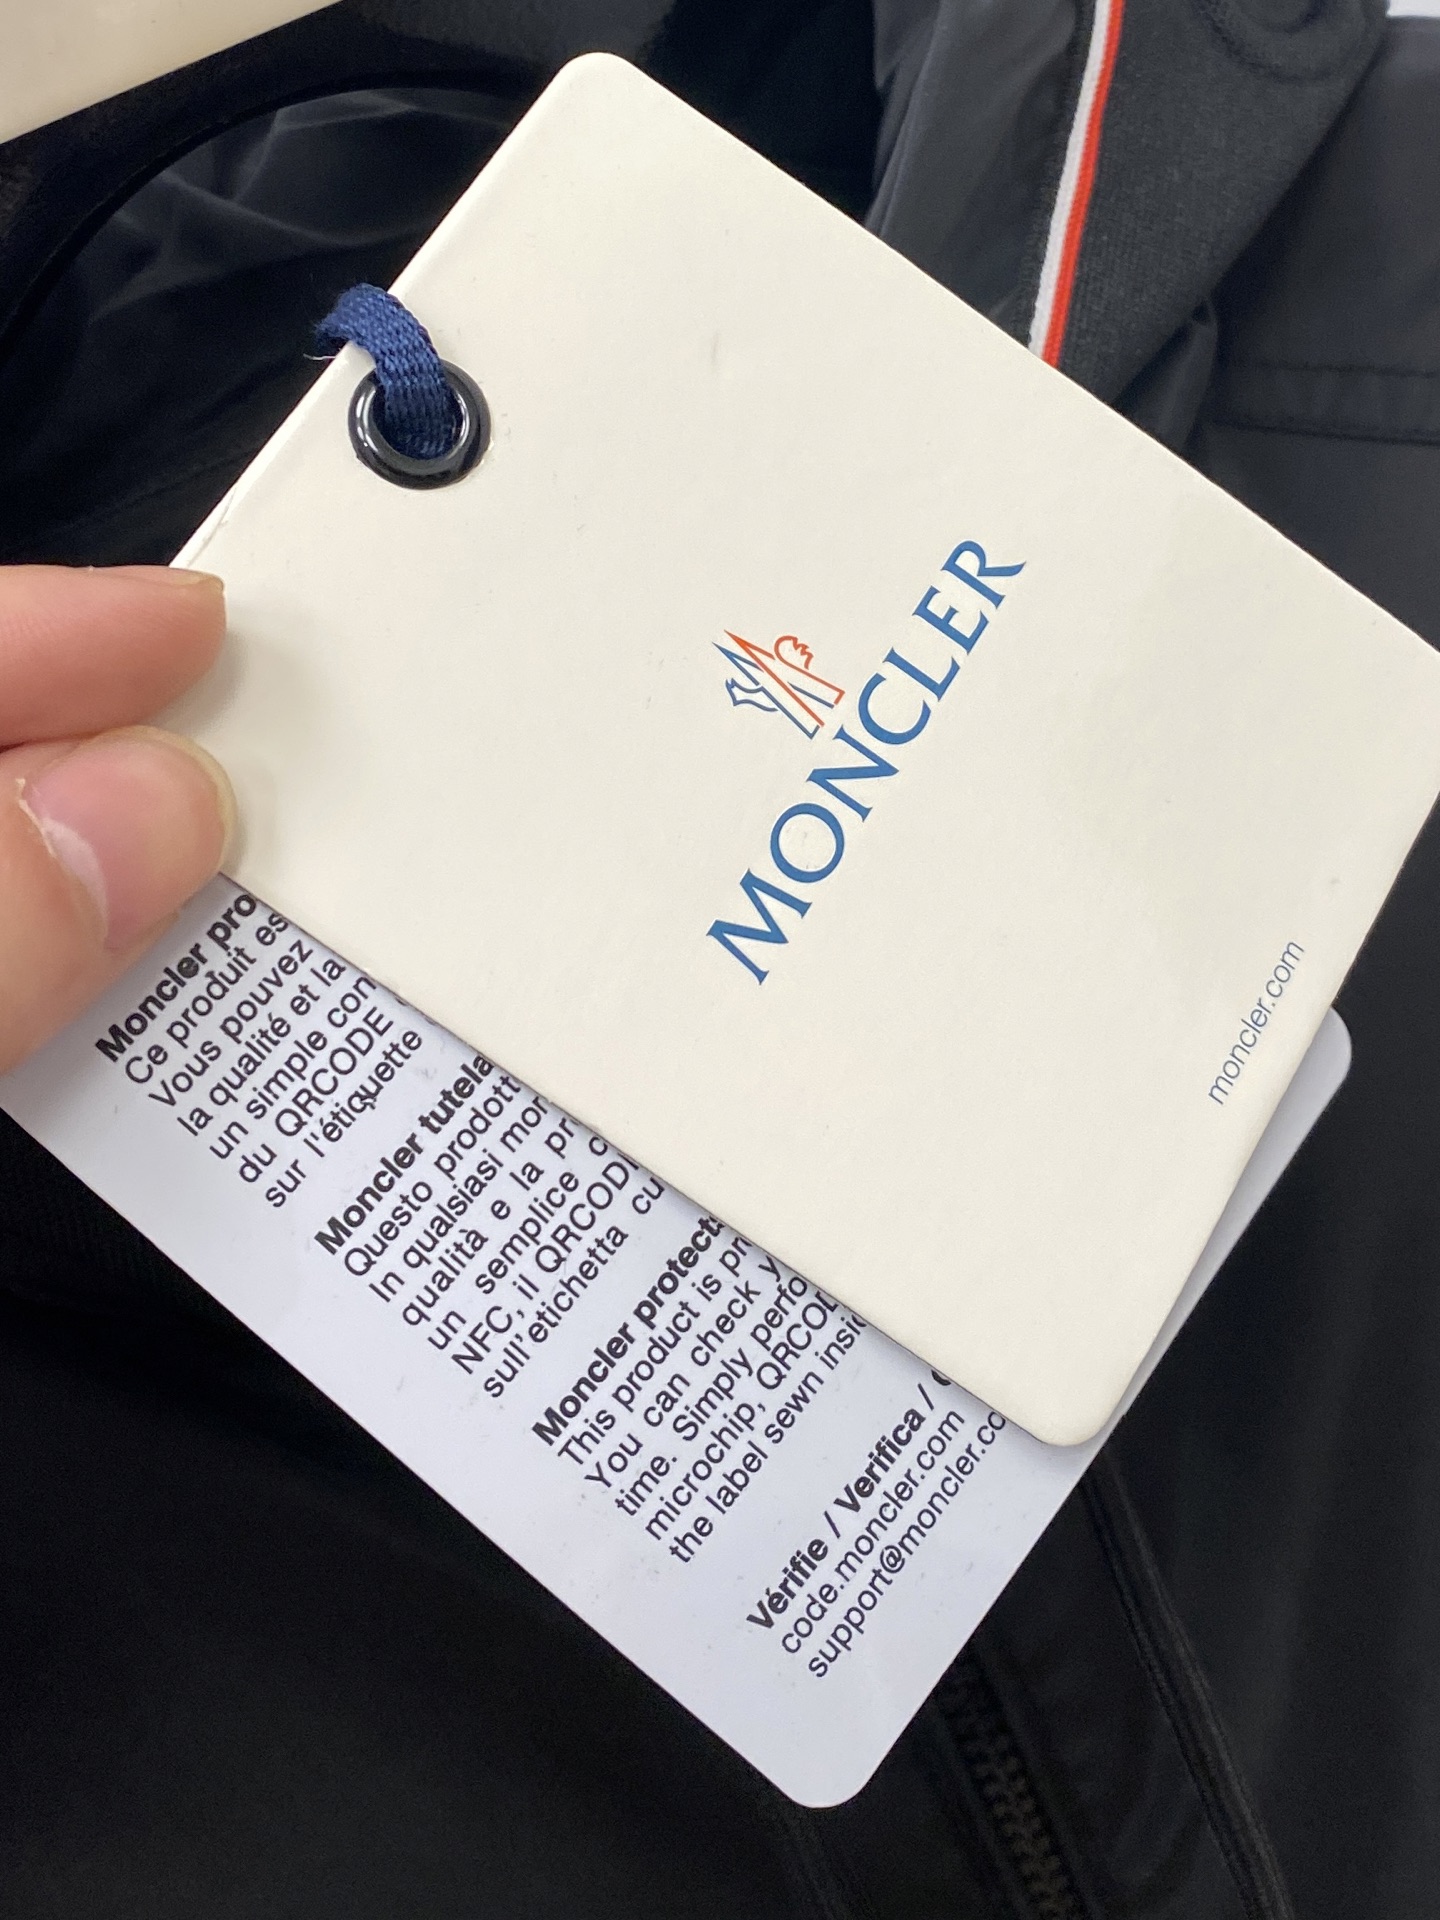 MONCLER
moncler.com
Moncler pro
Ce produit es
Vous pouvez
la qualité et la
un simple con
du QRCODE
sur l'étiquette
Moncler tutela
Questo prodott
In qualsiasi mo
qualità e la pr
un semplice c
NFC, il QRCOD
sull'etichetta cu
Moncler protect
This product is pr
You can check y
time. Simply perfo
microchip, QRCOD
the label sewn insi
Vérifie / Verifica /
code.moncler.com
support@moncler.co